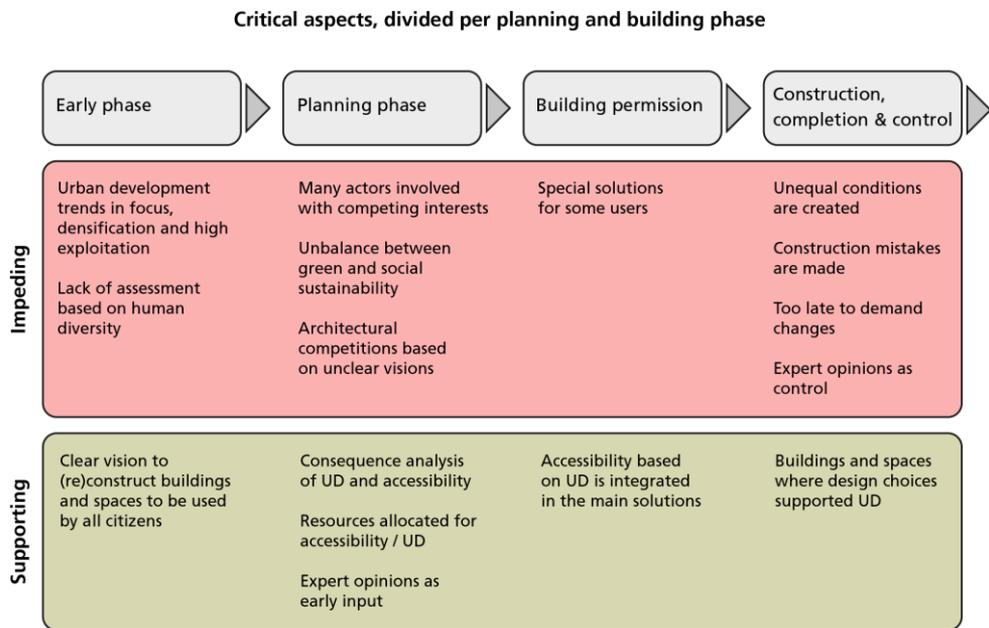 Critical aspects, divided per planning and building phase
Early phase
Planning phase
Building permission
Construction,
completion & control
Impeding
Urban development
trends in focus,
densification and high
exploitation
Lack of assessment
based on human
diversity
Many actors involved
with competing interests
Unbalance between
green and social
sustainability
Architectural
competitions based
on unclear visions
Special solutions
for some users
Unequal conditions
are created
Construction mistakes
are made
Too late to demand
changes
Expert opinions as
control
Supporting
Clear vision to
(re)construct buildings
and spaces to be used
by all citizens
Consequence analysis
of UD and accessibility
Resources allocated for
accessibility / UD
Expert opinions as
early input
Accessibility based
on UD is integrated
in the main solutions
Buildings and spaces
where design choices
supported UD